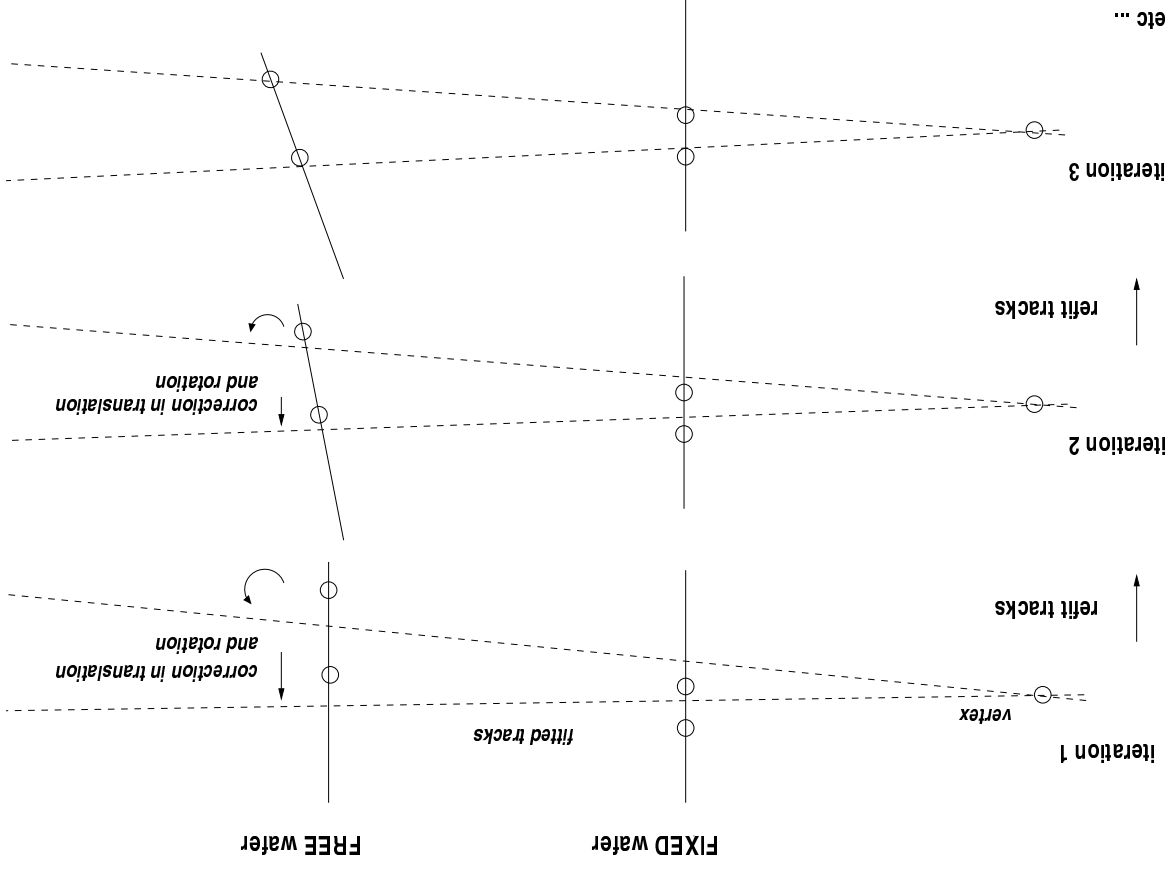 FIXED wafer
FREE wafer
iteration 1
vertex
fitted tracks
correction in translation
and rotation
refit tracks
iteration 2
correction in translation
and rotation
refit tracks
iteration 3
etc ...